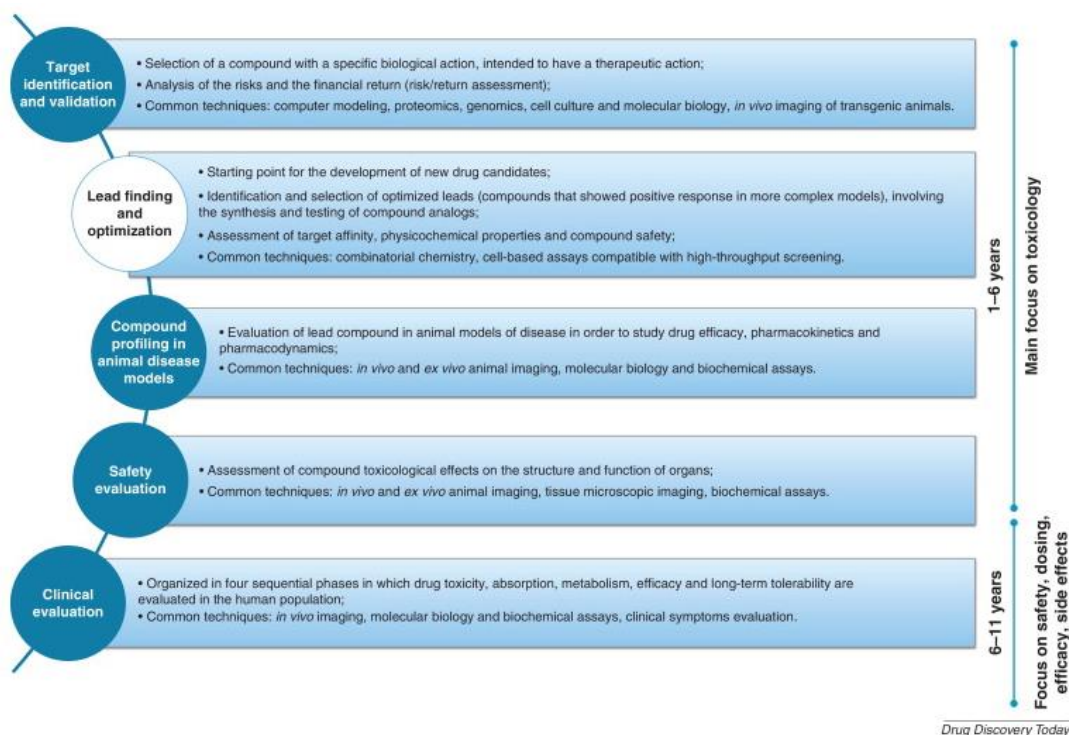 Target
identification
and validation
• Selection of a compound with a specific biological action, intended to have a therapeutic action;
• Analysis of the risks and the financial return (risk/return assessment);
• Common techniques: computer modeling, proteomics, genomics, cell culture and molecular biology, in vivo imaging of transgenic animals.
Lead finding
and
optimization
• Starting point for the development of new drug candidates;
• Identification and selection of optimized leads (compounds that showed positive response in more complex models), involving
the synthesis and testing of compound analogs;
• Assessment of target affinity, physicochemical properties and compound safety;
• Common techniques: combinatorial chemistry, cell-based assays compatible with high-throughput screening.
Compound
profiling in
animal disease
models
• Evaluation of lead compound in animal models of disease in order to study drug efficacy, pharmacokinetics and
pharmacodynamics;
• Common techniques: in vivo and ex vivo animal imaging, molecular biology and biochemical assays.
Safety
evaluation
• Assessment of compound toxicological effects on the structure and function of organs;
• Common techniques: in vivo and ex vivo animal imaging, tissue microscopic imaging, biochemical assays.
Clinical
evaluation
• Organized in four sequential phases in which drug toxicity, absorption, metabolism, efficacy and long-term tolerability are
evaluated in the human population;
• Common techniques: in vivo imaging, molecular biology and biochemical assays, clinical symptoms evaluation.
1–6 years
Main focus on toxicology
6–11 years
Focus on safety, dosing,
efficacy, side effects
Drug Discovery Today